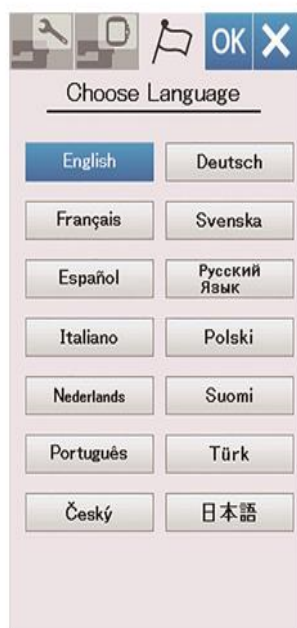 OK
Choose Language
English
Deutsch
Français
Svenska
Español
Русский
Язык
Italiano
Polski
Nederlands
Suomi
Português
Türk
Český
日本語